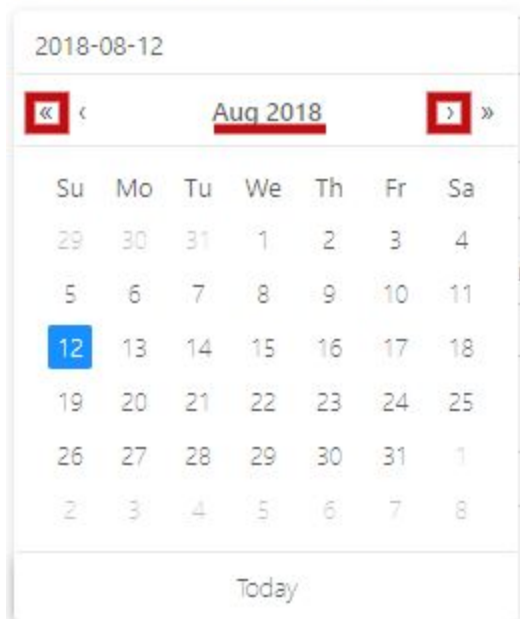 2018-08-12
« ‹ Aug 2018 › »
Su Mo Tu We Th Fr Sa
29 30 31 1 2 3 4
5 6 7 8 9 10 11
12 13 14 15 16 17 18
19 20 21 22 23 24 25
26 27 28 29 30 31 1
2 3 4 5 6 7 8
Today